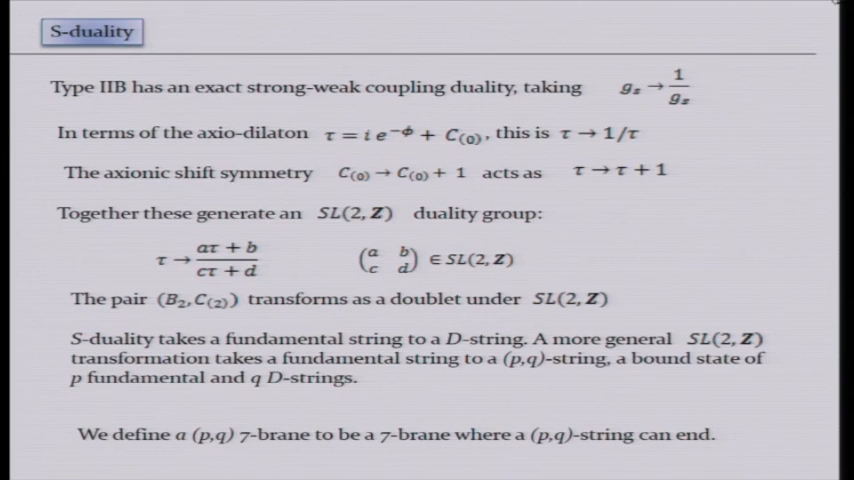 S-duality
Type IIB has an exact strong-weak coupling duality, taking g_s → 1/g_s
In terms of the axio-dilaton τ = i e^{-ϕ} + C_{(0)}, this is τ → 1/τ
The axionic shift symmetry C_{(0)} → C_{(0)} + 1 acts as τ → τ + 1
Together these generate an SL(2, Z) duality group:
τ → (aτ + b)/(cτ + d) (a b; c d) ∈ SL(2, Z)
The pair (B_2, C_{(2)}) transforms as a doublet under SL(2, Z)
S-duality takes a fundamental string to a D-string. A more general SL(2, Z)
transformation takes a fundamental string to a (p,q)-string, a bound state of
p fundamental and q D-strings.
We define a (p,q) 7-brane to be a 7-brane where a (p,q)-string can end.